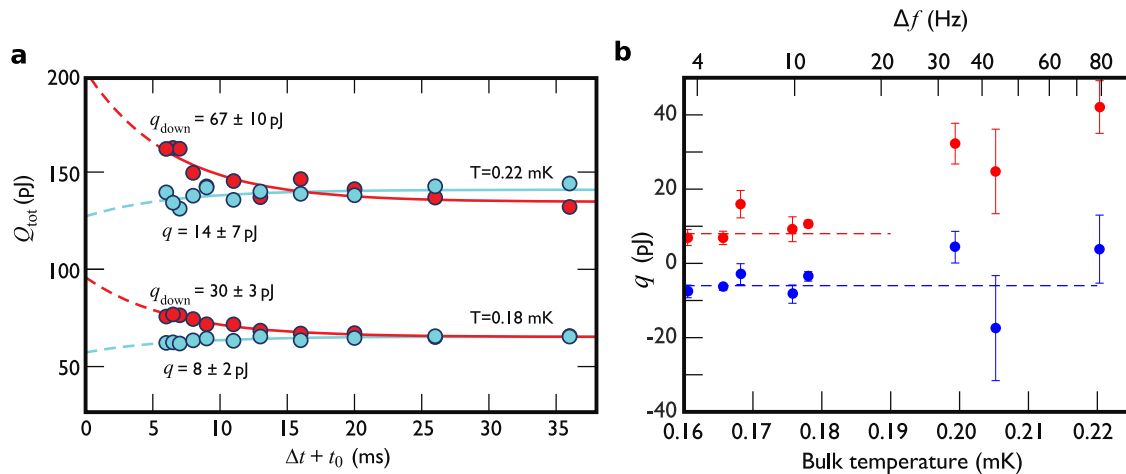 a
200
150
100
50
Q_tot (pJ)
q_down = 67 ± 10 pJ
T=0.22 mK
q = 14 ± 7 pJ
q_down = 30 ± 3 pJ
T=0.18 mK
q = 8 ± 2 pJ
0 5 10 15 20 25 30 35
Δt + t₀ (ms)
b
Δf (Hz)
4 10 20 30 40 60 80
40
20
0
-20
-40
q (pJ)
0.16 0.17 0.18 0.19 0.20 0.21 0.22
Bulk temperature (mK)